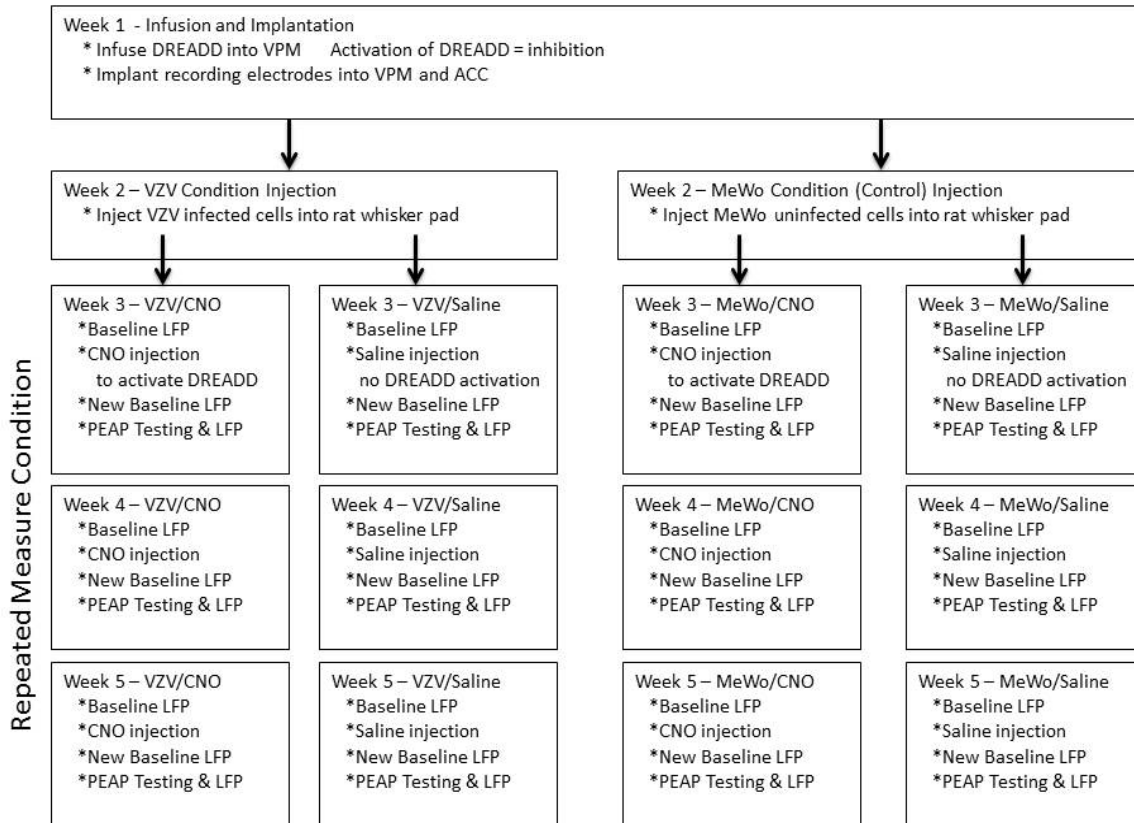 Week 1 - Infusion and Implantation
* Infuse DREADD into VPM Activation of DREADD = inhibition
* Implant recording electrodes into VPM and ACC
Week 2 – VZV Condition Injection
* Inject VZV infected cells into rat whisker pad
Week 2 – MeWo Condition (Control) Injection
* Inject MeWo uninfected cells into rat whisker pad
Repeated Measure Condition
Week 3 – VZV/CNO
*Baseline LFP
*CNO injection
to activate DREADD
*New Baseline LFP
*PEAP Testing & LFP
Week 3 – VZV/Saline
*Baseline LFP
*Saline injection
no DREADD activation
*New Baseline LFP
*PEAP Testing & LFP
Week 3 – MeWo/CNO
*Baseline LFP
*CNO injection
to activate DREADD
*New Baseline LFP
*PEAP Testing & LFP
Week 3 – MeWo/Saline
*Baseline LFP
*Saline injection
no DREADD activation
*New Baseline LFP
*PEAP Testing & LFP
Week 4 – VZV/CNO
*Baseline LFP
*CNO injection
*New Baseline LFP
*PEAP Testing & LFP
Week 4 – VZV/Saline
*Baseline LFP
*Saline injection
*New Baseline LFP
*PEAP Testing & LFP
Week 4 – MeWo/CNO
*Baseline LFP
*CNO injection
*New Baseline LFP
*PEAP Testing & LFP
Week 4 – MeWo/Saline
*Baseline LFP
*Saline injection
*New Baseline LFP
*PEAP Testing & LFP
Week 5 – VZV/CNO
*Baseline LFP
*CNO injection
*New Baseline LFP
*PEAP Testing & LFP
Week 5 – VZV/Saline
*Baseline LFP
*Saline injection
*New Baseline LFP
*PEAP Testing & LFP
Week 5 – MeWo/CNO
*Baseline LFP
*CNO injection
*New Baseline LFP
*PEAP Testing & LFP
Week 5 – MeWo/Saline
*Baseline LFP
*Saline injection
*New Baseline LFP
*PEAP Testing & LFP